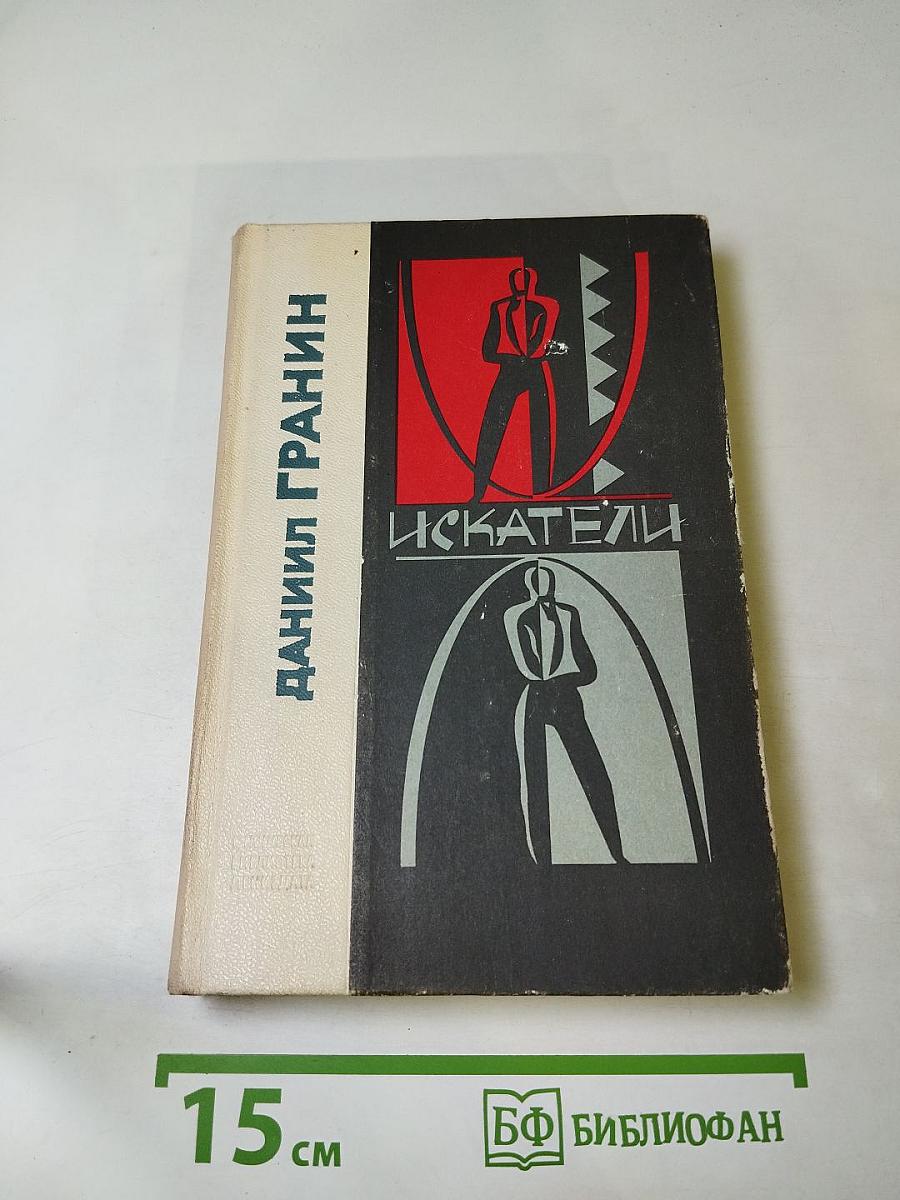 ДАНИИЛ ГРАНИН
ИСКАТЕЛИ
15 см
БФ БИБЛИОФАН